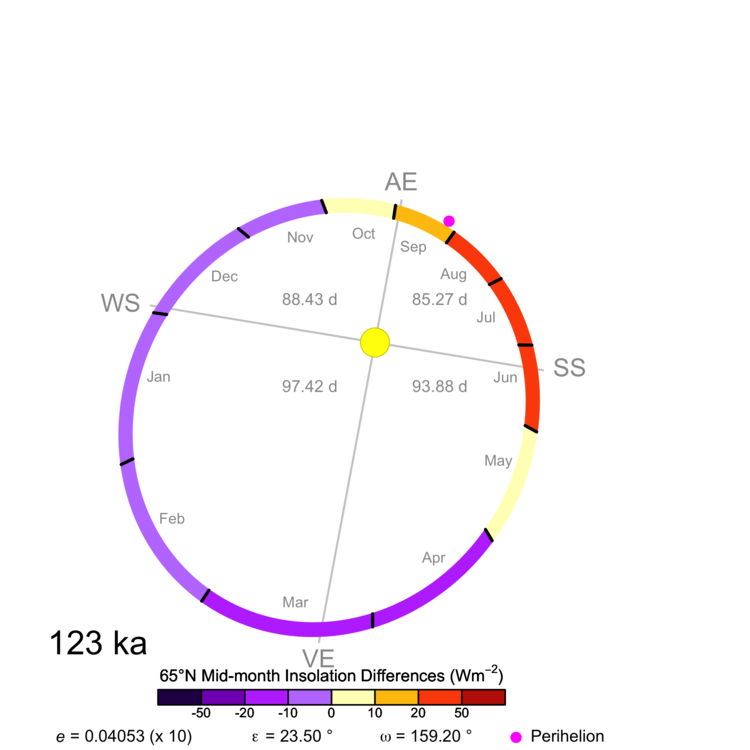 AE
Nov
Oct
Sep
Dec
Aug
88.43 d
85.27 d
WS
Jul
SS
Jan
Jun
97.42 d
93.88 d
May
Feb
Apr
Mar
123 ka
VE
65°N Mid-month Insolation Differences (Wm⁻²)
-50 -20 -10 0 10 20 50
e = 0.04053 (x 10) ε = 23.50 ° ω = 159.20 ° Perihelion